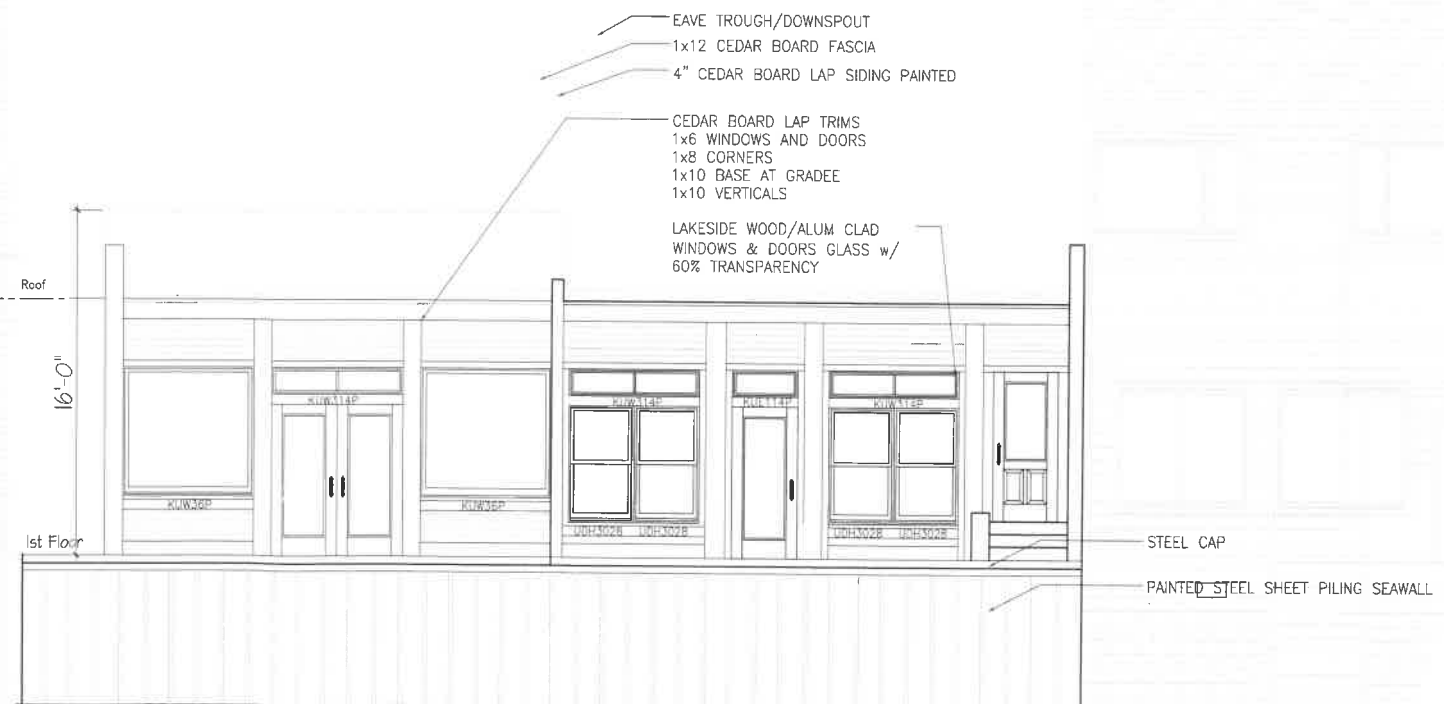 EAVE TROUGH/DOWNSPOUT
1x12 CEDAR BOARD FASCIA
4" CEDAR BOARD LAP SIDING PAINTED
CEDAR BOARD LAP TRIMS
1x6 WINDOWS AND DOORS
1x8 CORNERS
1x10 BASE AT GRADEE
1x10 VERTICALS
LAKESIDE WOOD/ALUM CLAD
WINDOWS & DOORS GLASS w/
60% TRANSPARENCY
Roof
16'-0"
KUW314P
KUW314P
KUE114P
KUW314P
KUW36P
KUW36P
UDH3028 UDH3028
UDH3028 UDH3028
1st Floor
STEEL CAP
PAINTED STEEL SHEET PILING SEAWALL